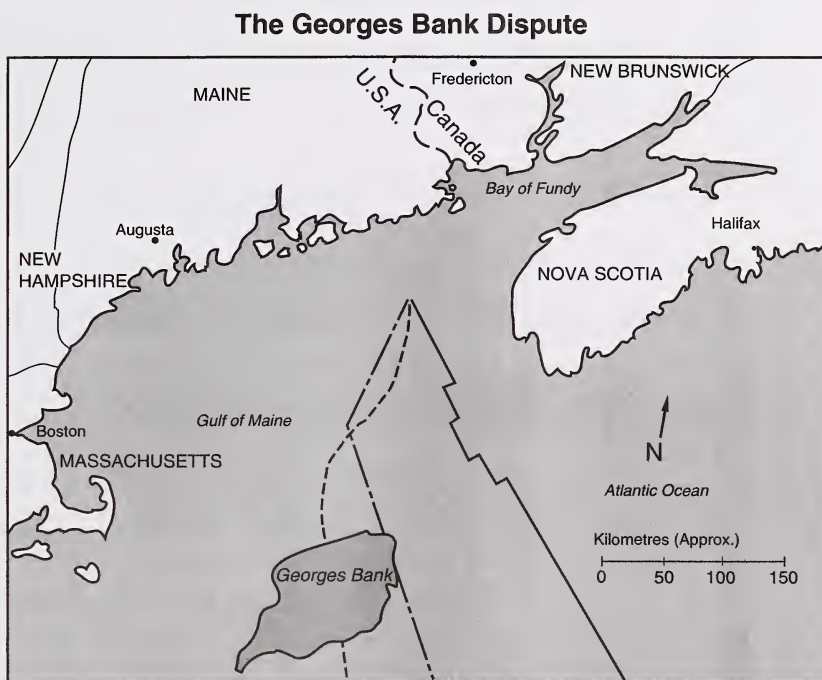 The Georges Bank Dispute
Fredericton
NEW BRUNSWICK
MAINE
U.S.A.
Canada
Bay of Fundy
Augusta
Halifax
NEW
HAMPSHIRE
NOVA SCOTIA
Gulf of Maine
Boston
N
MASSACHUSETTS
Atlantic Ocean
Kilometres (Approx.)
0 50 100 150
Georges Bank